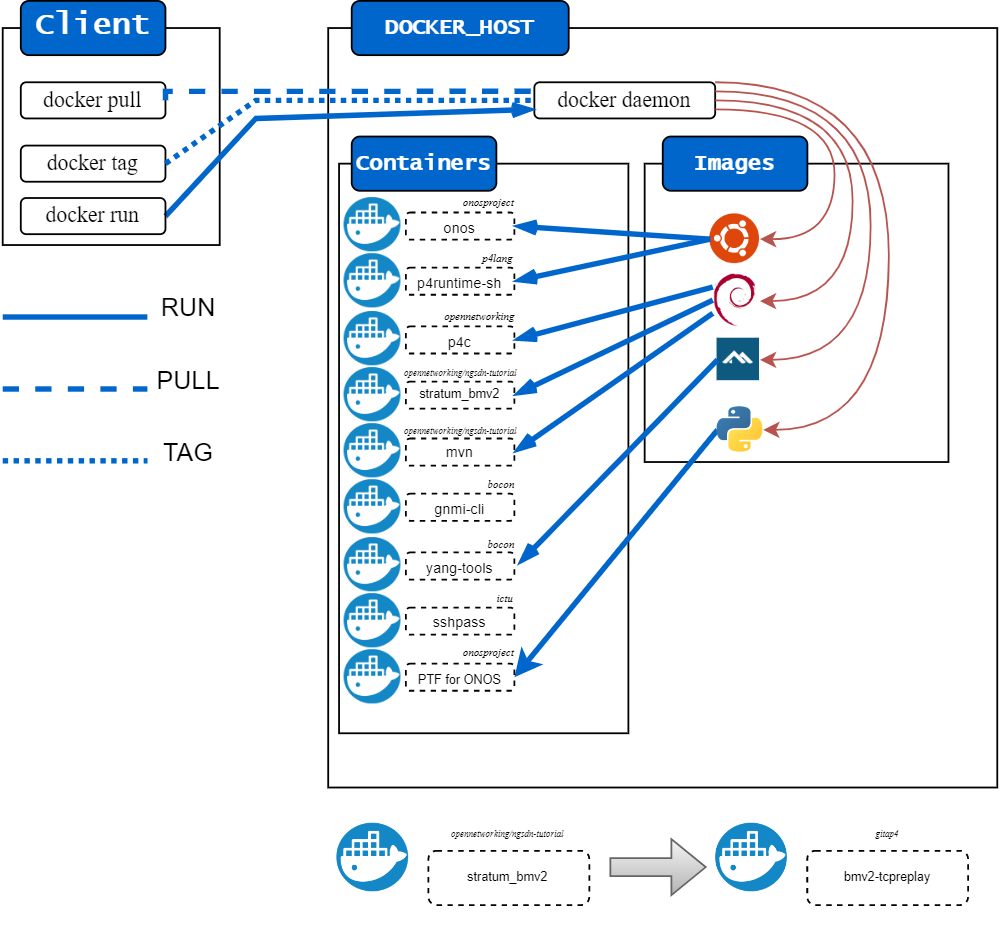 Client
DOCKER_HOST
docker pull
docker daemon
docker tag
docker run
Containers
Images
onosproject
onos
p4lang
p4runtime-sh
opennetworking
p4c
opennetworking/ngsdn-tutorial
stratum_bmv2
opennetworking/ngsdn-tutorial
mvn
bocon
gnmi-cli
bocon
yang-tools
ictu
sshpass
onosproject
PTF for ONOS
RUN
PULL
TAG
opennetworking/ngsdn-tutorial
stratum_bmv2
gitap4
bmv2-tcpreplay